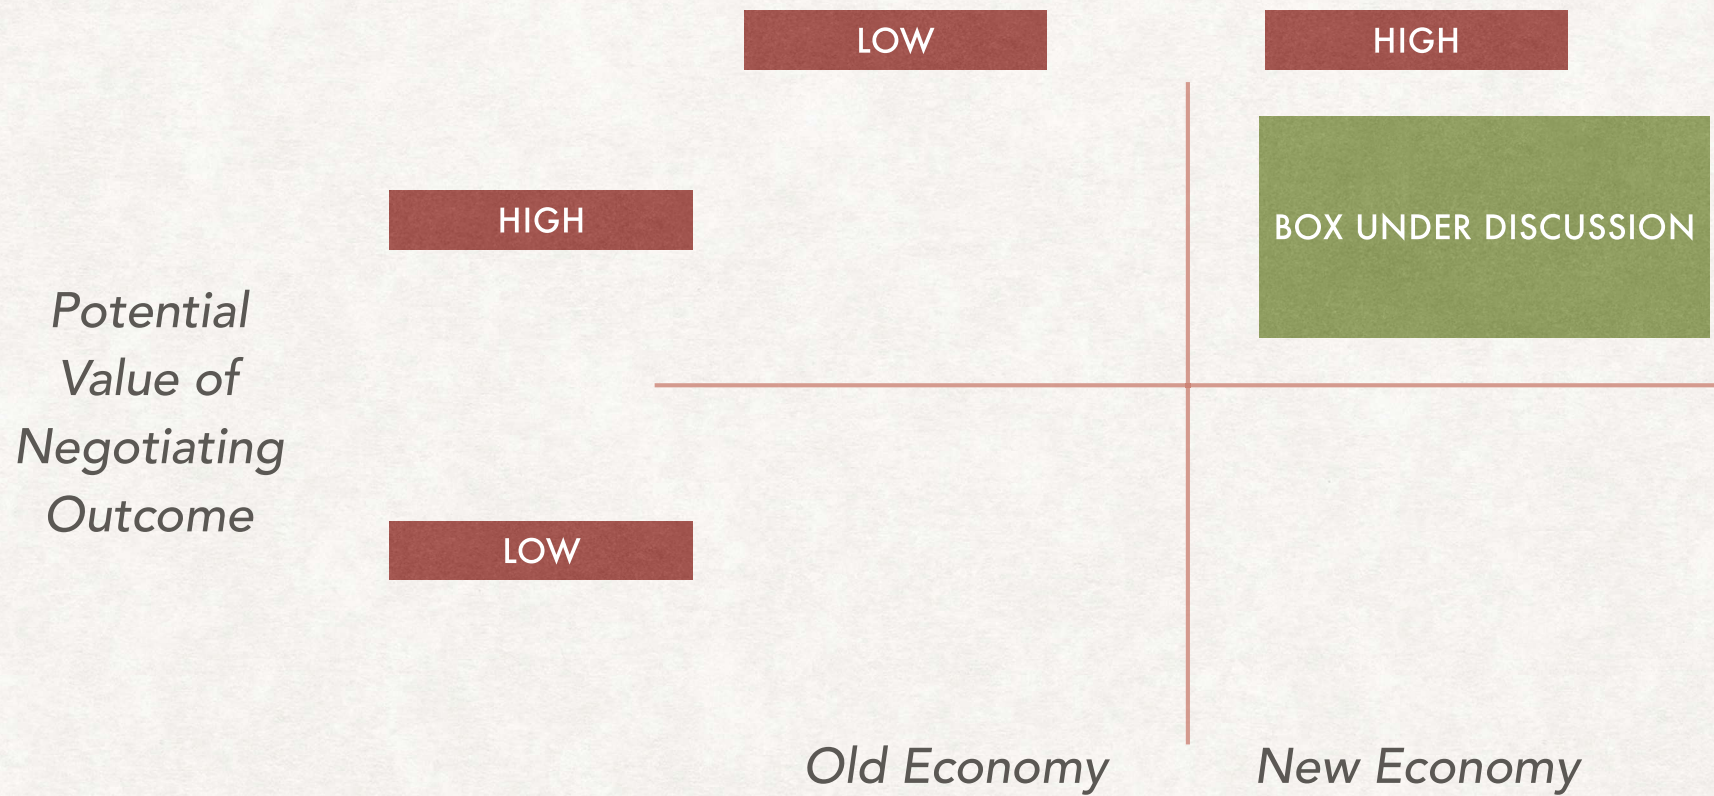 LOW
HIGH
BOX UNDER DISCUSSION
HIGH
Potential
Value of
Negotiating
Outcome
LOW
Old Economy
New Economy